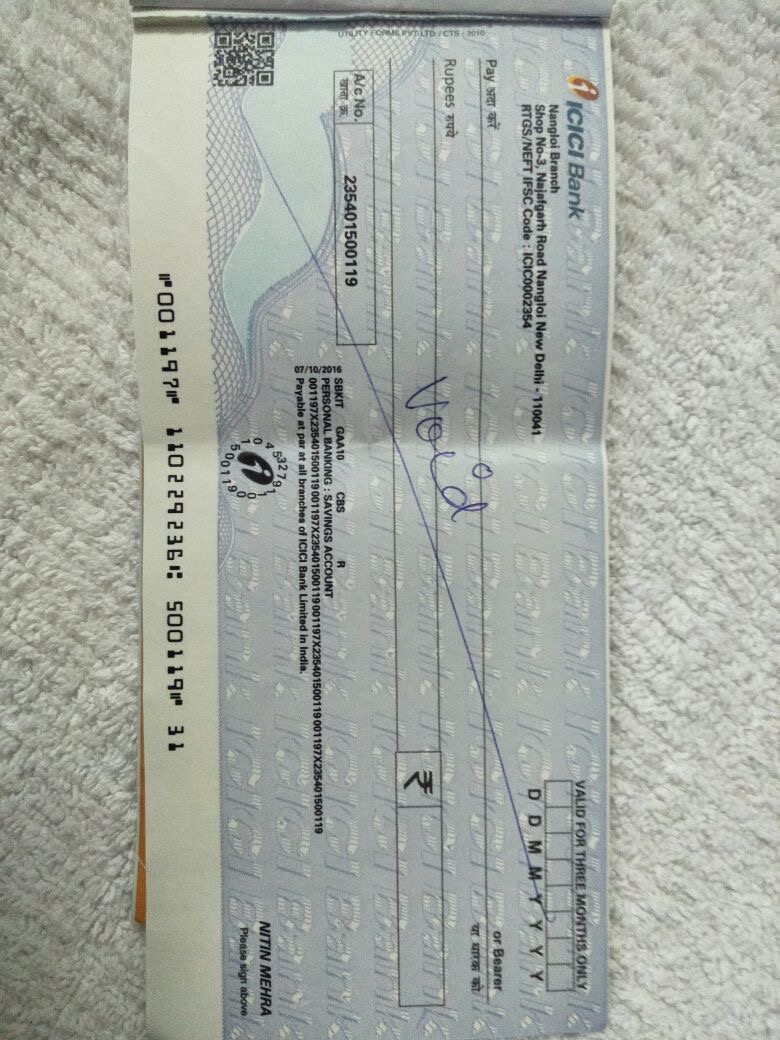 ICICI Bank
Nangloi Branch
Shop No-3, Najafgarh Road Nangloi New Delhi - 110041
RTGS/NEFT IFSC Code : ICIC0002354
VALID FOR THREE MONTHS ONLY
D D M M Y Y Y Y
Pay अदा करें
or Bearer
या धारक को
Rupees रुपये
Void
₹
A/c No.
खाता क्र.
235401500119
SBKIT GAA10 CBS R
07/10/2016 PERSONAL BANKING : SAVINGS ACCOUNT
001197X235401500119001197X235401500119001197X235401500119001197X235401500119
Payable at par at all branches of ICICI Bank Limited in India.
NITIN MEHRA
Please sign above
UTILITY FORMS PVT LTD. / CTS - 2010
⑈001197⑈ 110229236⑆ 500119⑈ 31